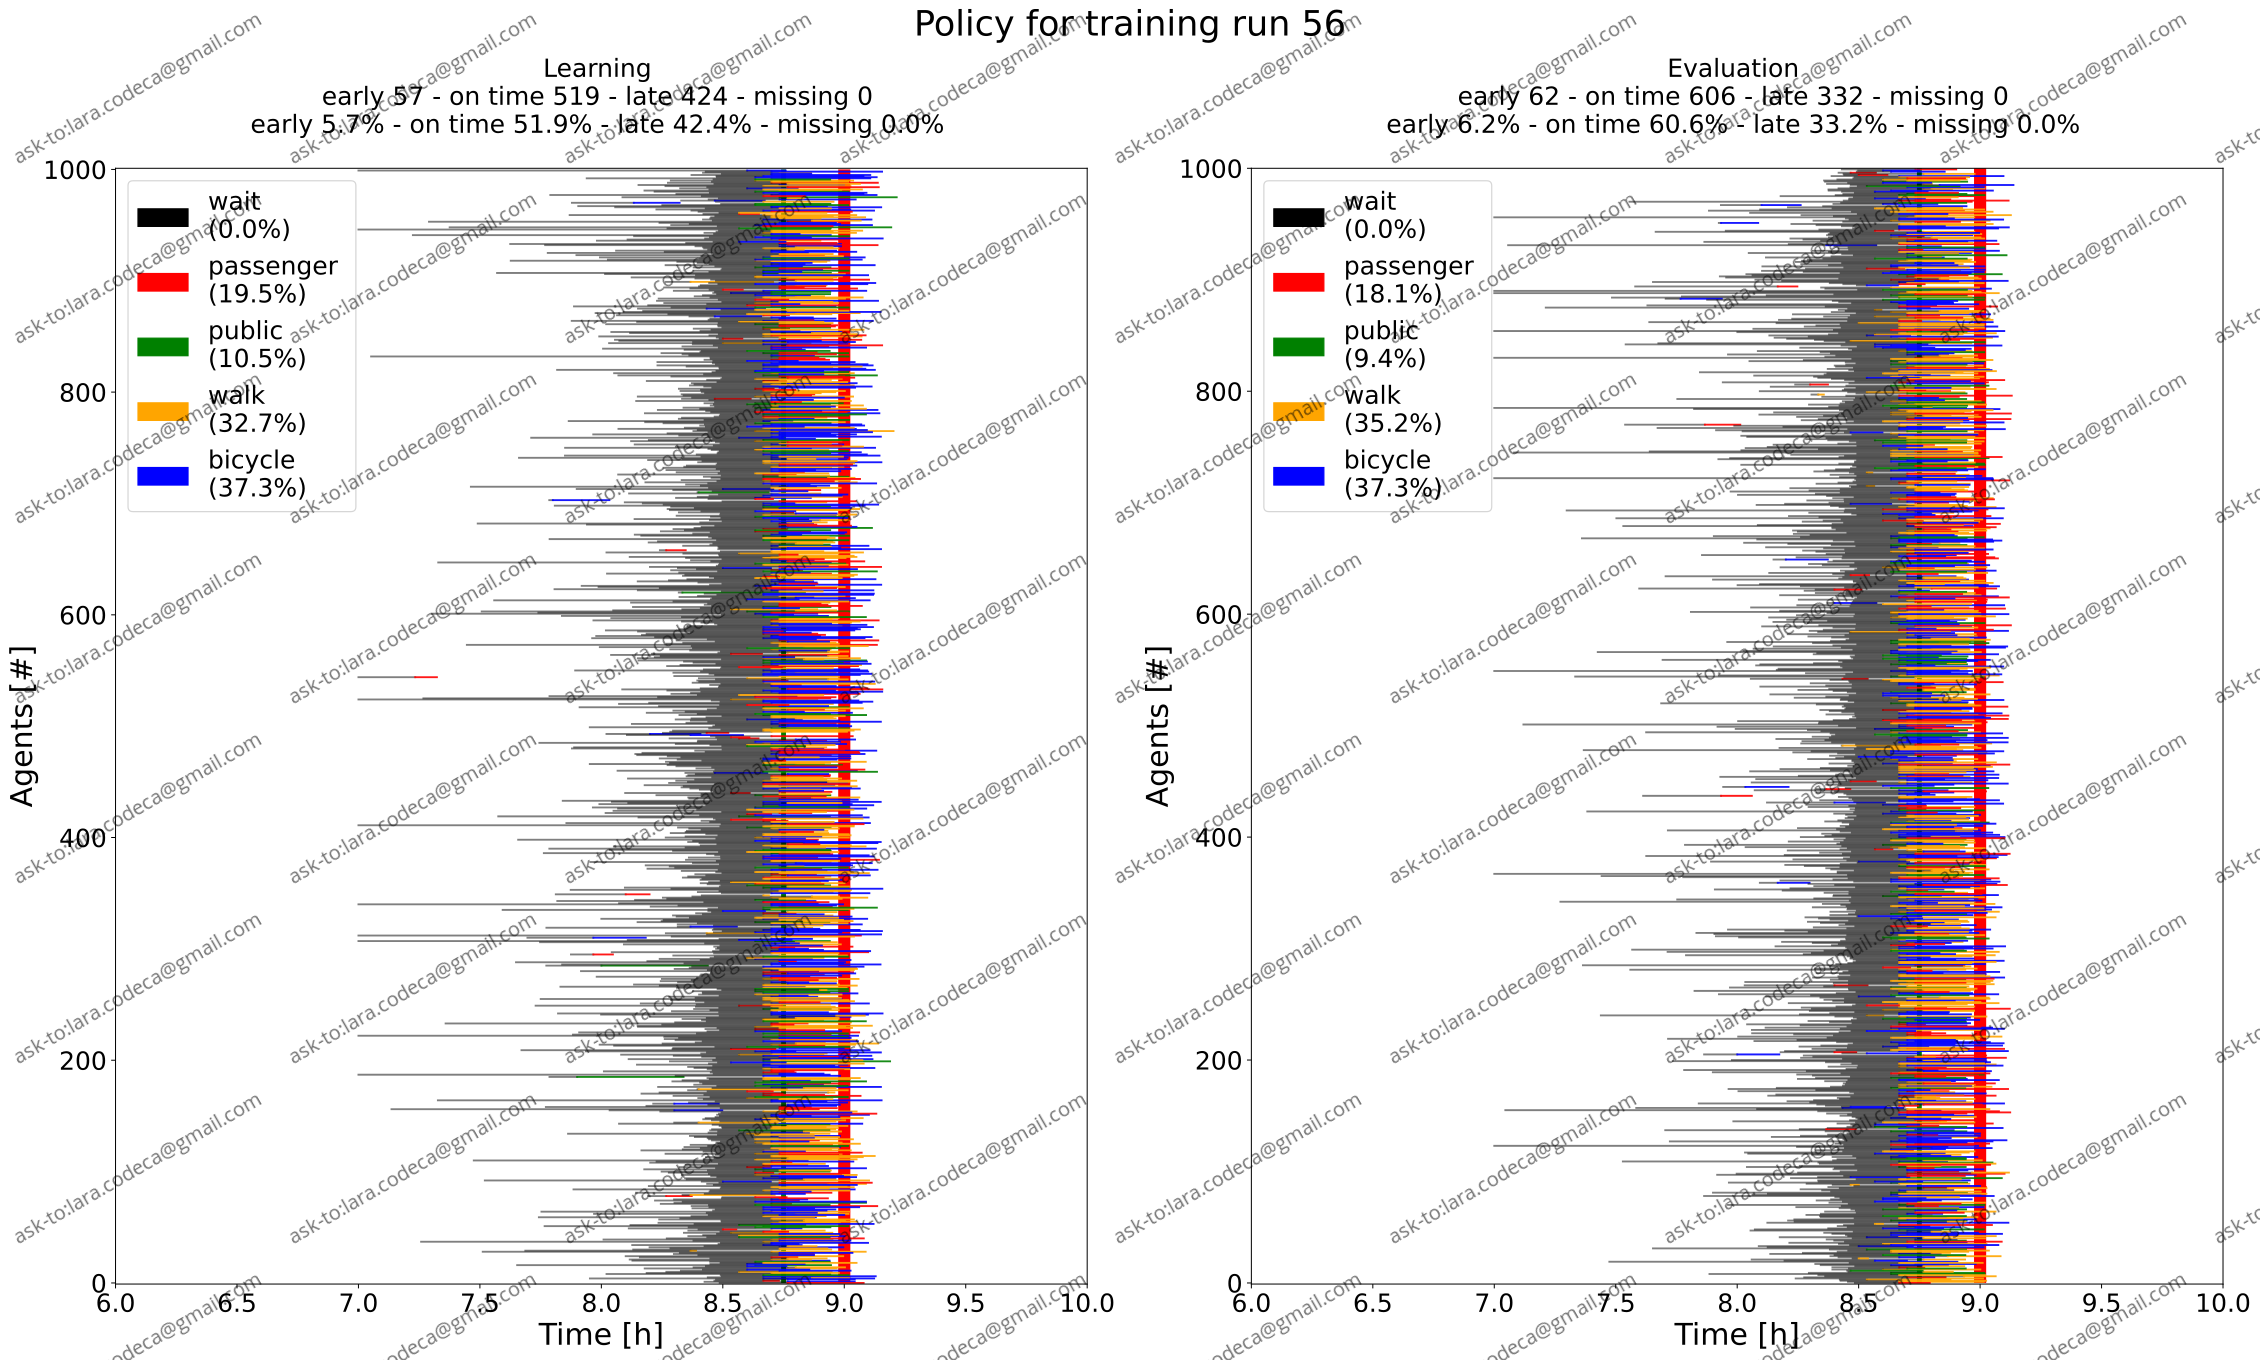 Policy for training run 56
Learning
early 57 - on time 519 - late 424 - missing 0
early 5.7% - on time 51.9% - late 42.4% - missing 0.0%
1000
800
600
400
200
0
Agents [#]
wait
(0.0%)
passenger
(19.5%)
public
(10.5%)
walk
(32.7%)
bicycle
(37.3%)
6.0 6.5 7.0 7.5 8.0 8.5 9.0 9.5 10.0
Time [h]
Evaluation
early 62 - on time 606 - late 332 - missing 0
early 6.2% - on time 60.6% - late 33.2% - missing 0.0%
1000
800
600
400
200
0
Agents [#]
wait
(0.0%)
passenger
(18.1%)
public
(9.4%)
walk
(35.2%)
bicycle
(37.3%)
6.0 6.5 7.0 7.5 8.0 8.5 9.0 9.5 10.0
Time [h]
ask-to:lara.codeca@gmail.com